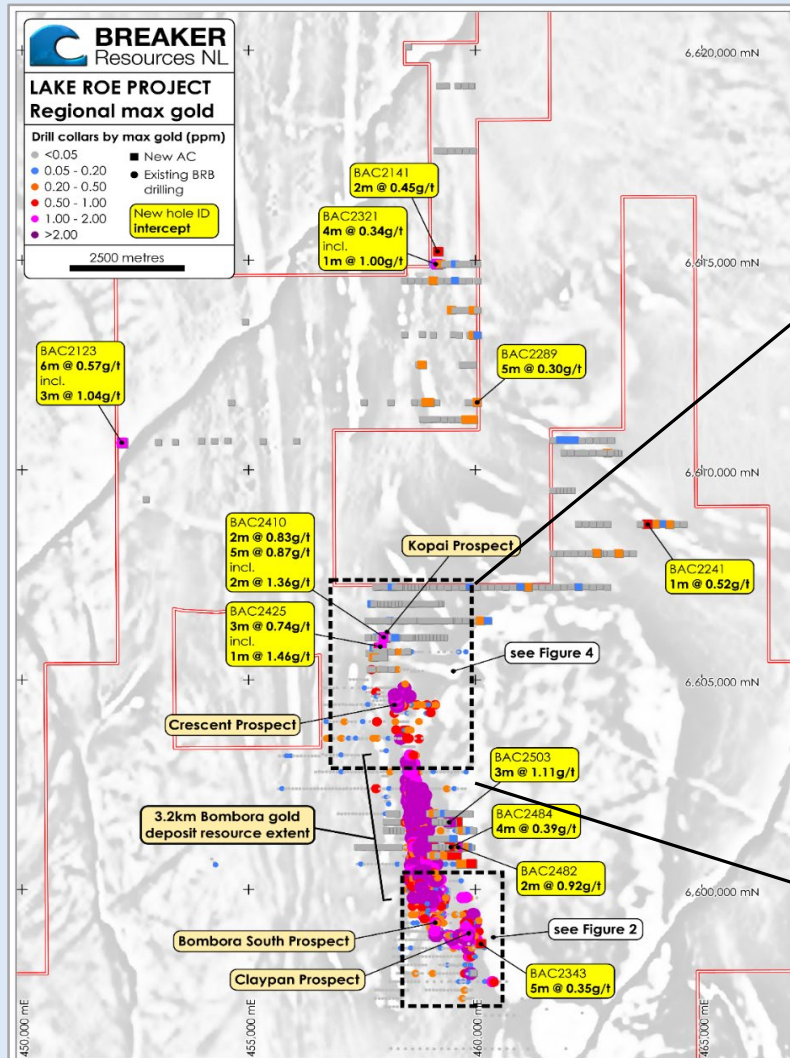 BREAKER
Resources NL
LAKE ROE PROJECT
Regional max gold
Drill collars by max gold (ppm)
<0.05
0.05 - 0.20
0.20 - 0.50
0.50 - 1.00
1.00 - 2.00
>2.00
New AC
Existing BRB
drilling
New hole ID
intercept
2500 metres
6,620,000 mN
BAC2141
2m @ 0.45g/t
BAC2321
4m @ 0.34g/t
incl.
1m @ 1.00g/t
6,615,000 mN
BAC2123
6m @ 0.57g/t
incl.
3m @ 1.04g/t
BAC2289
5m @ 0.30g/t
6,610,000 mN
BAC2410
2m @ 0.83g/t
5m @ 0.87g/t
incl.
2m @ 1.36g/t
Kopai Prospect
BAC2241
1m @ 0.52g/t
BAC2425
3m @ 0.74g/t
incl.
1m @ 1.46g/t
see Figure 4
6,605,000 mN
Crescent Prospect
BAC2503
3m @ 1.11g/t
3.2km Bombora gold
deposit resource extent
BAC2484
4m @ 0.39g/t
BAC2482
2m @ 0.92g/t
6,600,000 mN
Bombora South Prospect
see Figure 2
Claypan Prospect
BAC2343
5m @ 0.35g/t
450,000 mE
455,000 mE
460,000 mE
465,000 mE